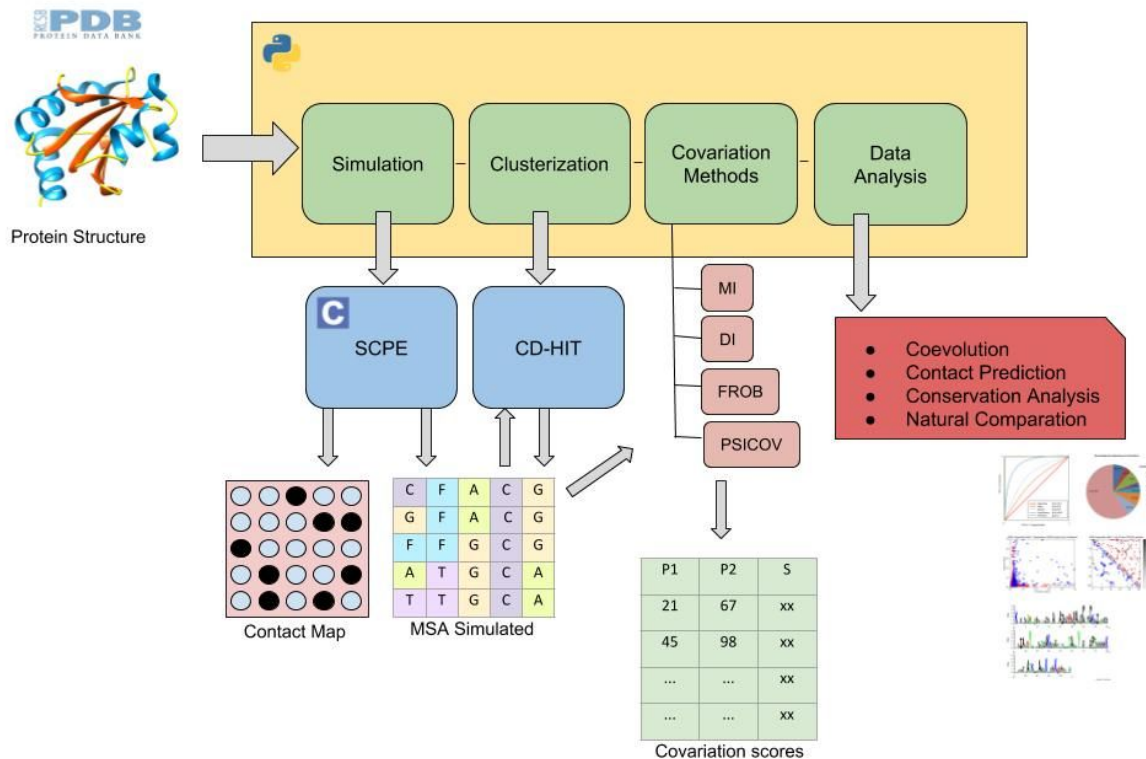 RCSB PDB
PROTEIN DATA BANK
Protein Structure
Simulation
Clusterization
Covariation
Methods
Data
Analysis
C
SCPE
CD-HIT
MI
DI
FROB
PSICOV
● Coevolution
● Contact Prediction
● Conservation Analysis
● Natural Comparation
Contact Map
C F A C G
G F A C G
F F G C G
A T G C A
T T G C A
MSA Simulated
P1 P2 S
21 67 xx
45 98 xx
... ... xx
... ... xx
Covariation scores